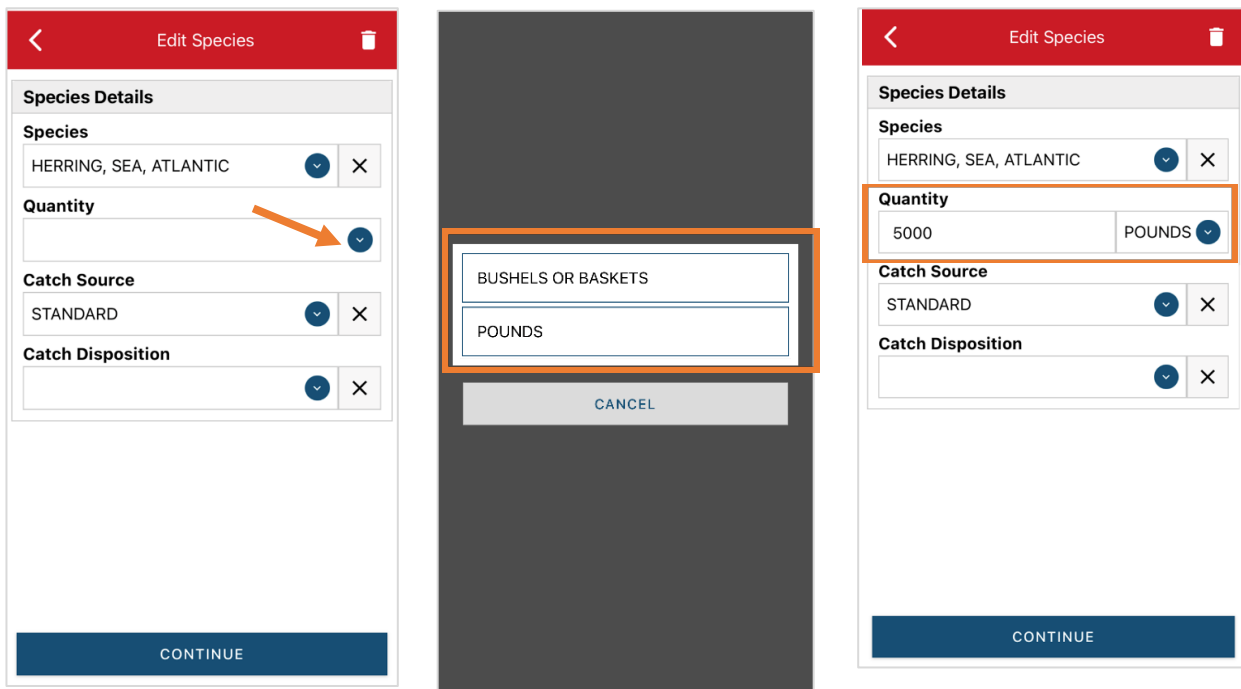 Edit Species
Species Details
Species
HERRING, SEA, ATLANTIC
Quantity
Catch Source
STANDARD
Catch Disposition
CONTINUE
BUSHELS OR BASKETS
POUNDS
CANCEL
Edit Species
Species Details
Species
HERRING, SEA, ATLANTIC
Quantity
5000 POUNDS
Catch Source
STANDARD
Catch Disposition
CONTINUE